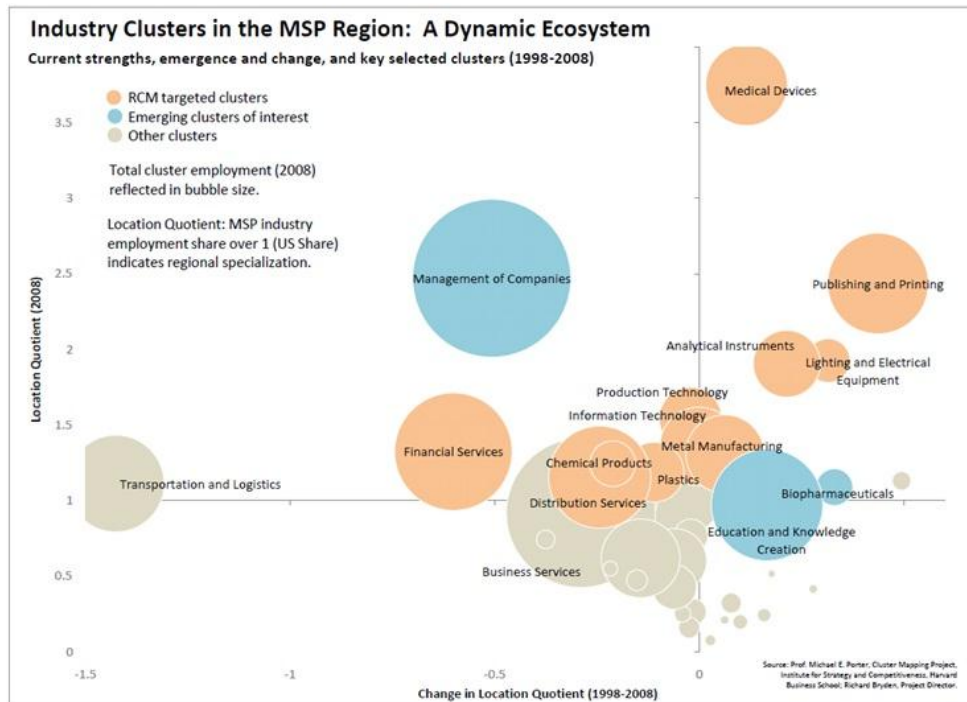 Industry Clusters in the MSP Region: A Dynamic Ecosystem
Current strengths, emergence and change, and key selected clusters (1998-2008)
RCM targeted clusters
Emerging clusters of interest
Other clusters
Total cluster employment (2008)
reflected in bubble size.
Location Quotient: MSP industry
employment share over 1 (US Share)
indicates regional specialization.
Location Quotient (2008)
3.5
3
2.5
2
1.5
1
0.5
0
Medical Devices
Management of Companies
Publishing and Printing
Analytical Instruments
Lighting and Electrical
Equipment
Production Technology
Information Technology
Metal Manufacturing
Financial Services
Chemical Products
Plastics
Transportation and Logistics
Distribution Services
Biopharmaceuticals
Education and Knowledge
Creation
Business Services
-1.5
-1
-0.5
0
Change in Location Quotient (1998-2008)
Source: Prof. Michael E. Porter, Cluster Mapping Project,
Institute for Strategy and Competitiveness, Harvard
Business School; Richard Bryden, Project Director.